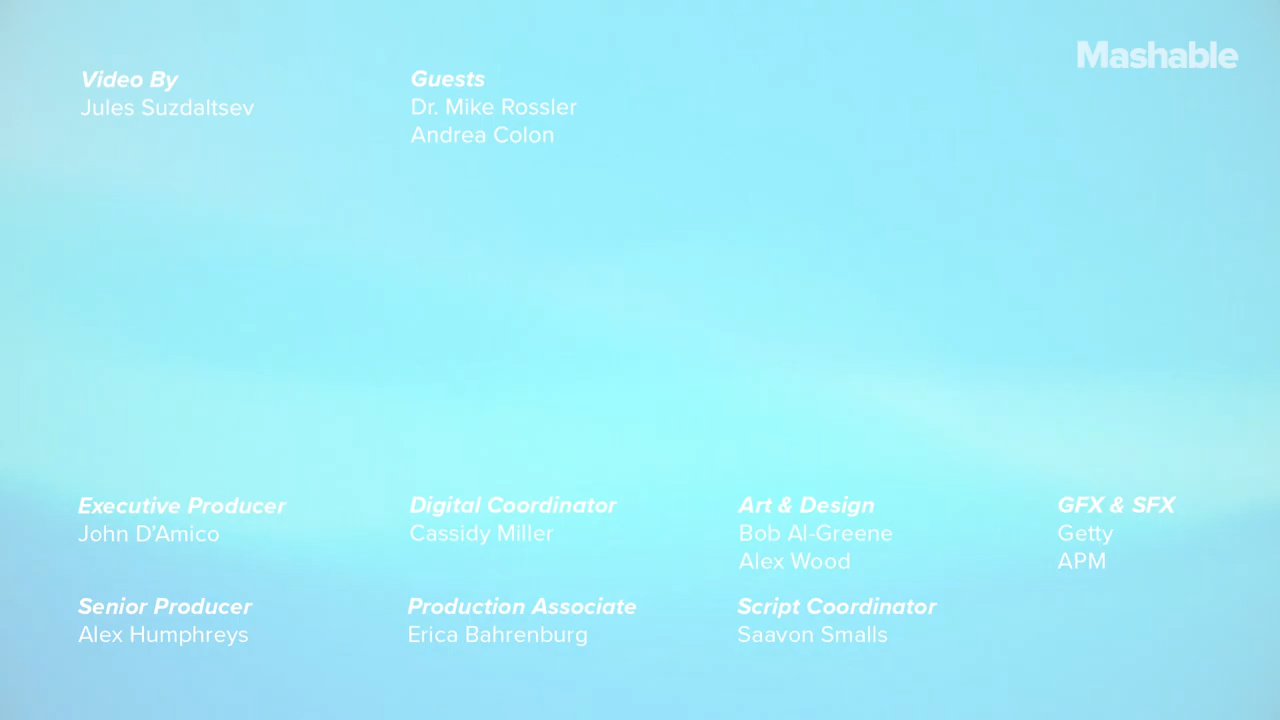 Mashable
Video By
Jules Suzdaltsev
Guests
Dr. Mike Rossler
Andrea Colon
Executive Producer
John D'Amico
Digital Coordinator
Cassidy Miller
Art & Design
Bob Al-Greene
Alex Wood
GFX & SFX
Getty
APM
Senior Producer
Alex Humphreys
Production Associate
Erica Bahrenburg
Script Coordinator
Saavon Smalls